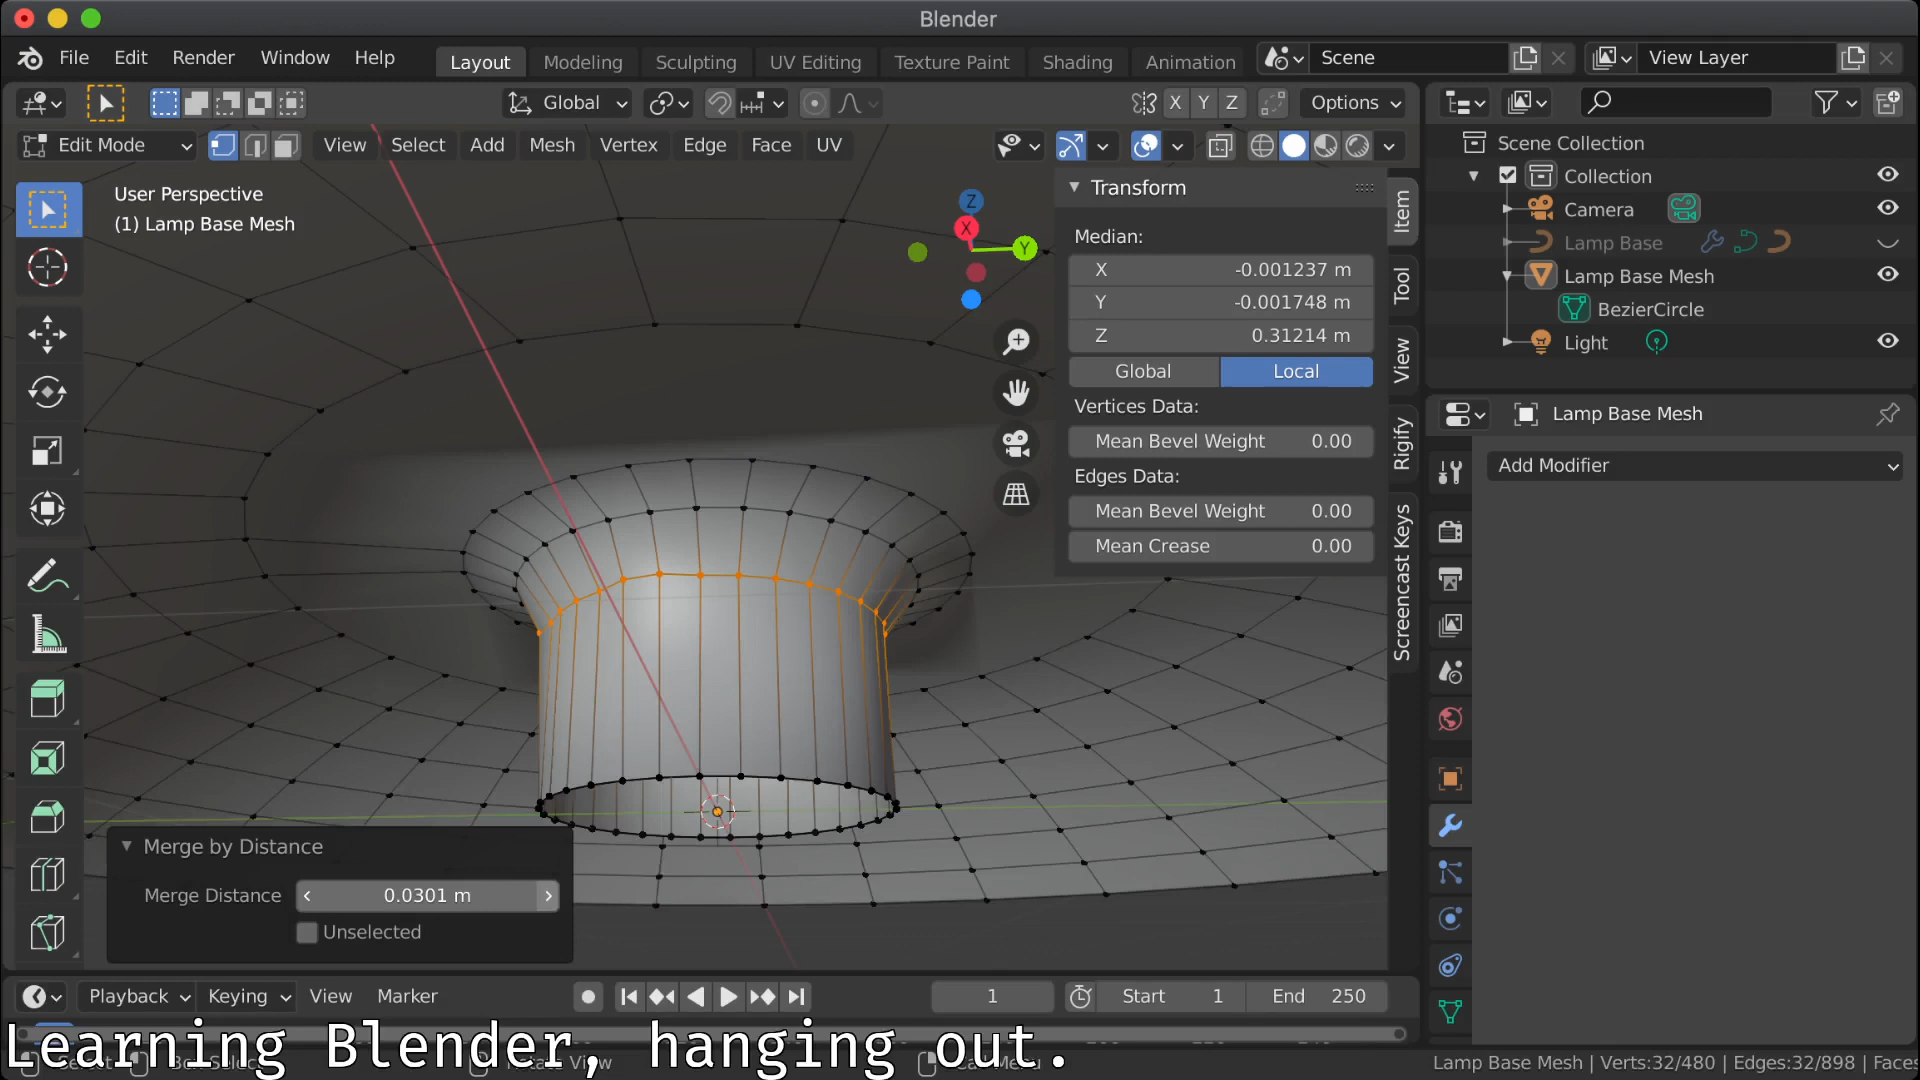 Blender
File Edit Render Window Help
Layout Modeling Sculpting UV Editing Texture Paint Shading Animation
Scene
View Layer
Global
X Y Z
Options
Edit Mode
View Select Add Mesh Vertex Edge Face UV
User Perspective
(1) Lamp Base Mesh
Z
X
Y
Transform
Median:
X -0.001237 m
Y -0.001748 m
Z 0.31214 m
Global Local
Vertices Data:
Mean Bevel Weight 0.00
Edges Data:
Mean Bevel Weight 0.00
Mean Crease 0.00
Item
Tool
View
Rigify
Screencast Keys
Scene Collection
Collection
Camera
Lamp Base
Lamp Base Mesh
BezierCircle
Light
Lamp Base Mesh
Add Modifier
Merge by Distance
Merge Distance 0.0301 m
Unselected
Playback Keying View Marker
1
Start 1
End 250
Learning Blender, hanging out.
Lamp Base Mesh | Verts:32/480 | Edges:32/898 | Faces